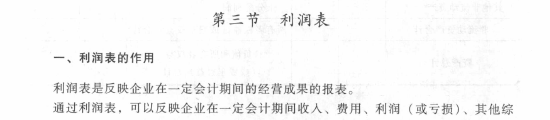 第三节 利润表
一、利润表的作用
利润表是反映企业在一定会计期间的经营成果的报表。
通过利润表，可以反映企业在一定会计期间收入、费用、利润（或亏损）、其他综